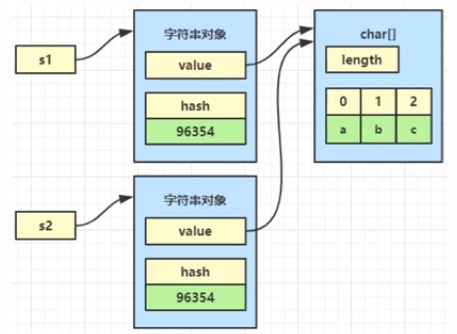 s1
字符串对象
value
hash
96354
char[]
length
0 1 2
a b c
s2
字符串对象
value
hash
96354